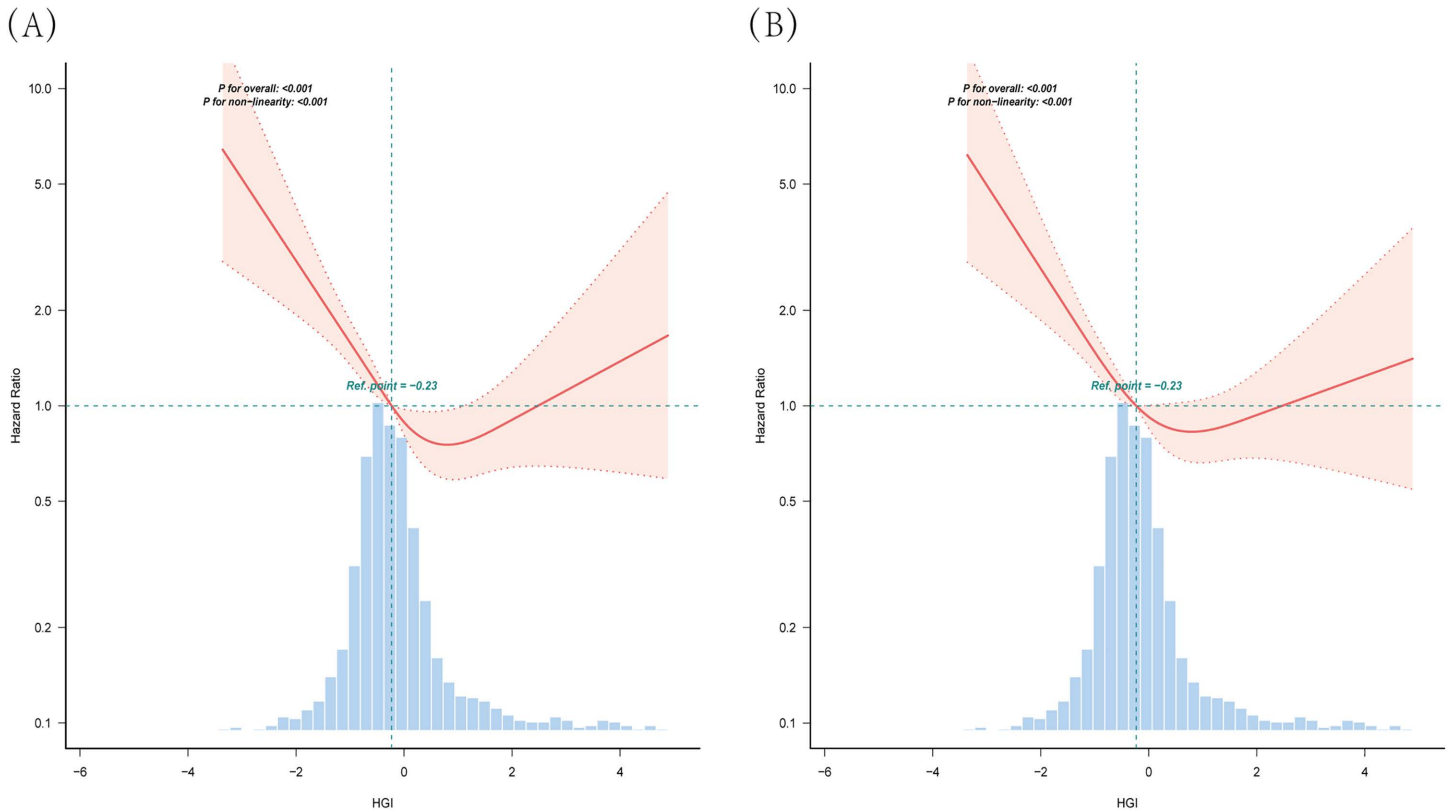 (A)
P for overall: <0.001
P for non−linearity: <0.001
10.0
5.0
2.0
1.0
0.5
0.2
0.1
Hazard Ratio
Ref. point = −0.23
−6
−4
−2
0
2
4
HGI
(B)
P for overall: <0.001
P for non−linearity: <0.001
10.0
5.0
2.0
1.0
0.5
0.2
0.1
Hazard Ratio
Ref. point = −0.23
−6
−4
−2
0
2
4
HGI